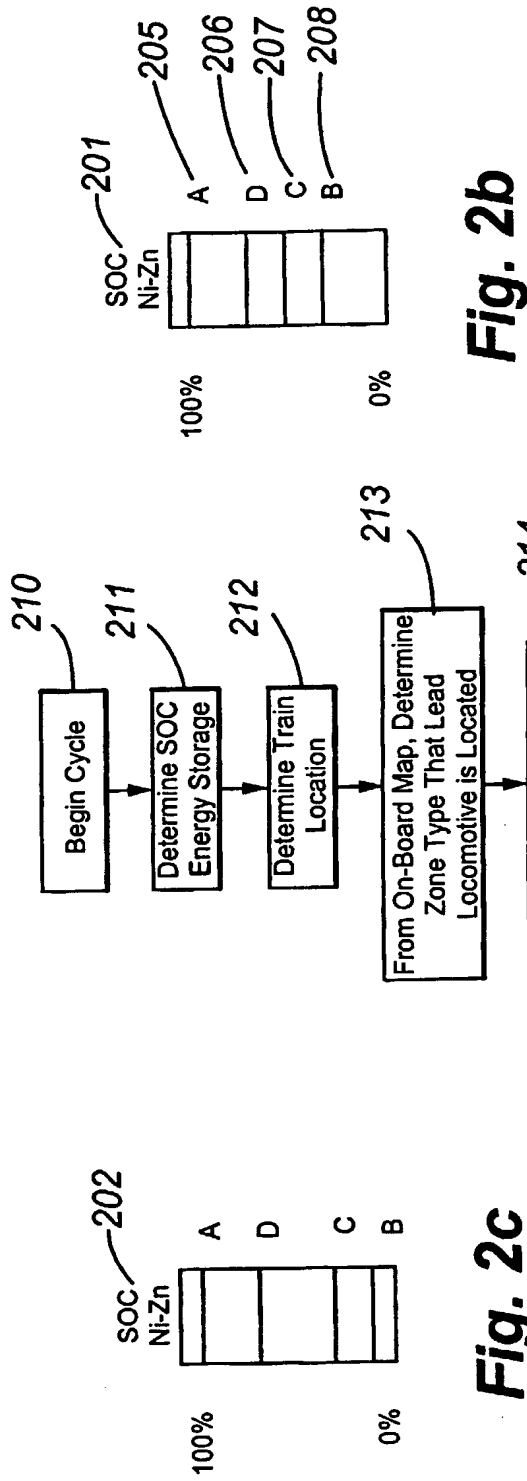 SOC
Ni-Zn
202
100%
A
D
C
B
0%
Fig. 2c
210
Begin Cycle
211
Determine SOC
Energy Storage
212
Determine Train
Location
213
From On-Board Map, Determine
Zone Type That Lead
Locomotive is Located
SOC
Ni-Zn
201
100%
A
205
D
206
C
207
B
208
0%
Fig. 2b